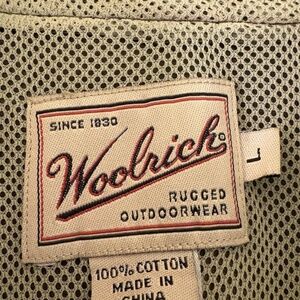 SINCE 1830
Woolrich®
RUGGED
OUTDOORWEAR
L
100% COTTON
MADE IN
CHINA